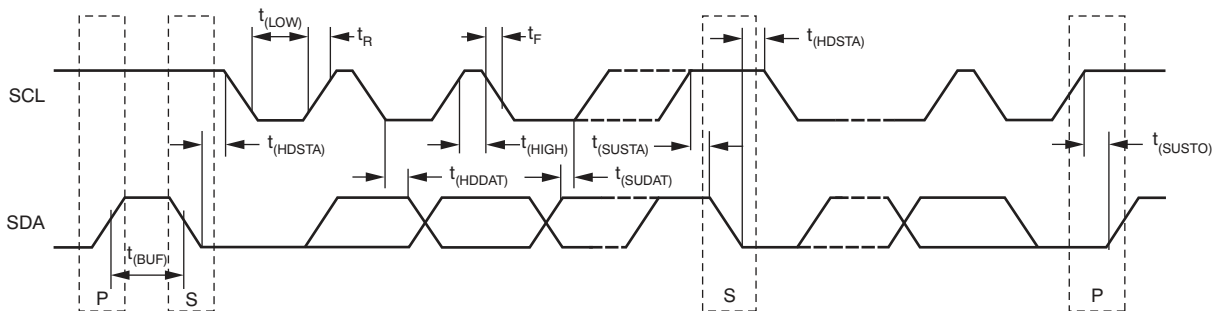 t(LOW)
tR
tF
t(HDSTA)
SCL
t(HDSTA)
t(HIGH)
t(SUSTA)
t(SUSTO)
t(HDDAT)
t(SUDAT)
SDA
t(BUF)
P
S
S
P